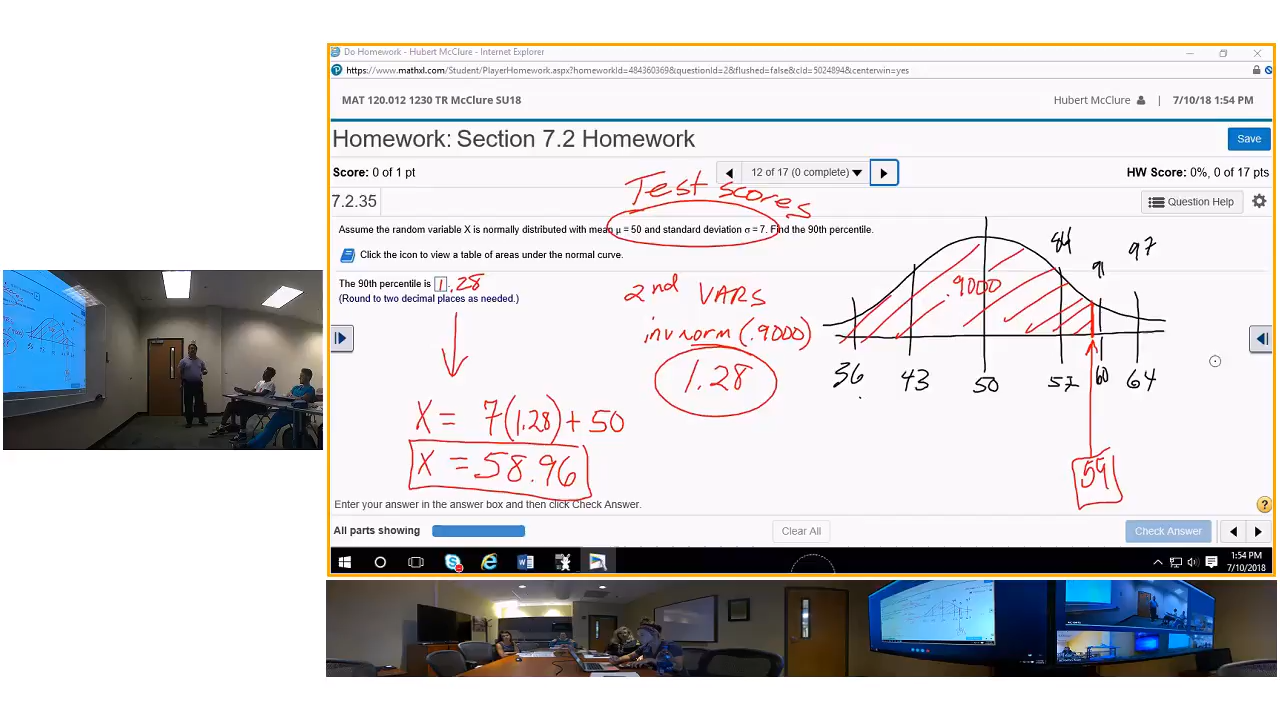 Do Homework - Hubert McClure - Internet Explorer
https://www.mathxl.com/Student/PlayerHomework.aspx?homeworkId=484360369&questionId=2&flushed=false&cId=5024894&centerwin=yes
MAT 120.012 1230 TR McClure SU18
Hubert McClure | 7/10/18 1:54 PM
Homework: Section 7.2 Homework
Save
Score: 0 of 1 pt
12 of 17 (0 complete)
HW Score: 0%, 0 of 17 pts
Test scores
7.2.35
Question Help
Assume the random variable X is normally distributed with mean μ = 50 and standard deviation σ = 7. Find the 90th percentile.
Click the icon to view a table of areas under the normal curve.
The 90th percentile is 1.28
(Round to two decimal places as needed.)
2nd VARS
invnorm (.9000)
1.28
84
91
97
.9000
36 43 50 57 60 64
59
X = 7(1.28) + 50
X = 58.96
Enter your answer in the answer box and then click Check Answer.
All parts showing
Clear All
Check Answer
?
1:54 PM
7/10/2018